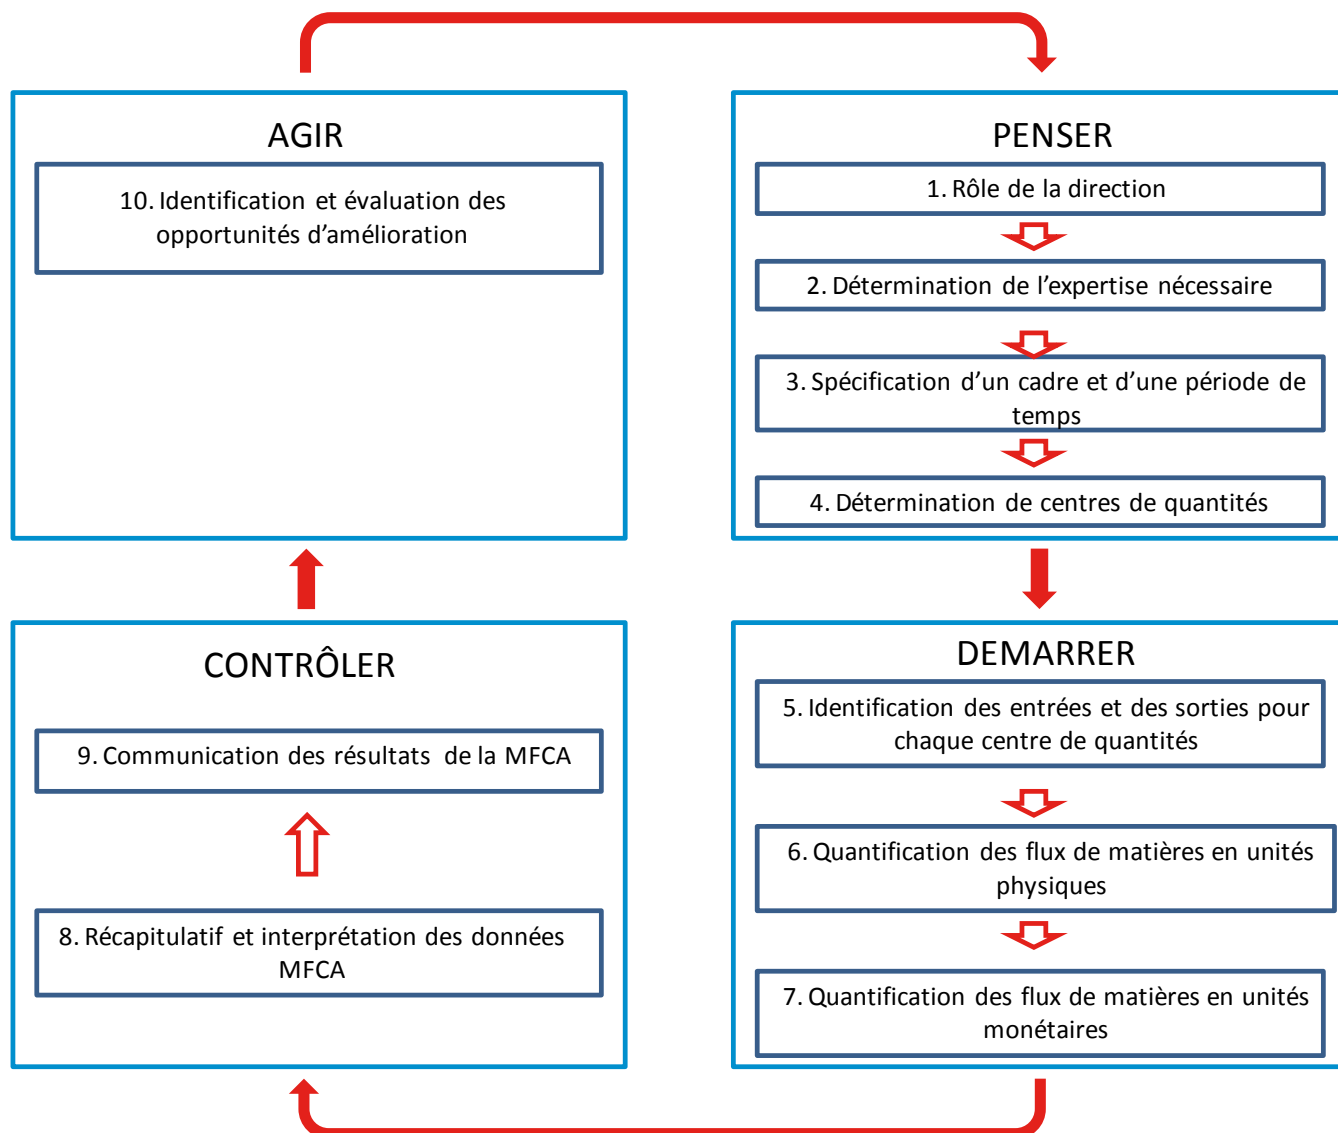 AGIR
10. Identification et évaluation des
opportunités d'amélioration
PENSER
1. Rôle de la direction
2. Détermination de l'expertise nécessaire
3. Spécification d'un cadre et d'une période de
temps
4. Détermination de centres de quantités
DEMARRER
5. Identification des entrées et des sorties pour
chaque centre de quantités
6. Quantification des flux de matières en unités
physiques
7. Quantification des flux de matières en unités
monétaires
CONTRÔLER
9. Communication des résultats de la MFCA
8. Récapitulatif et interprétation des données
MFCA